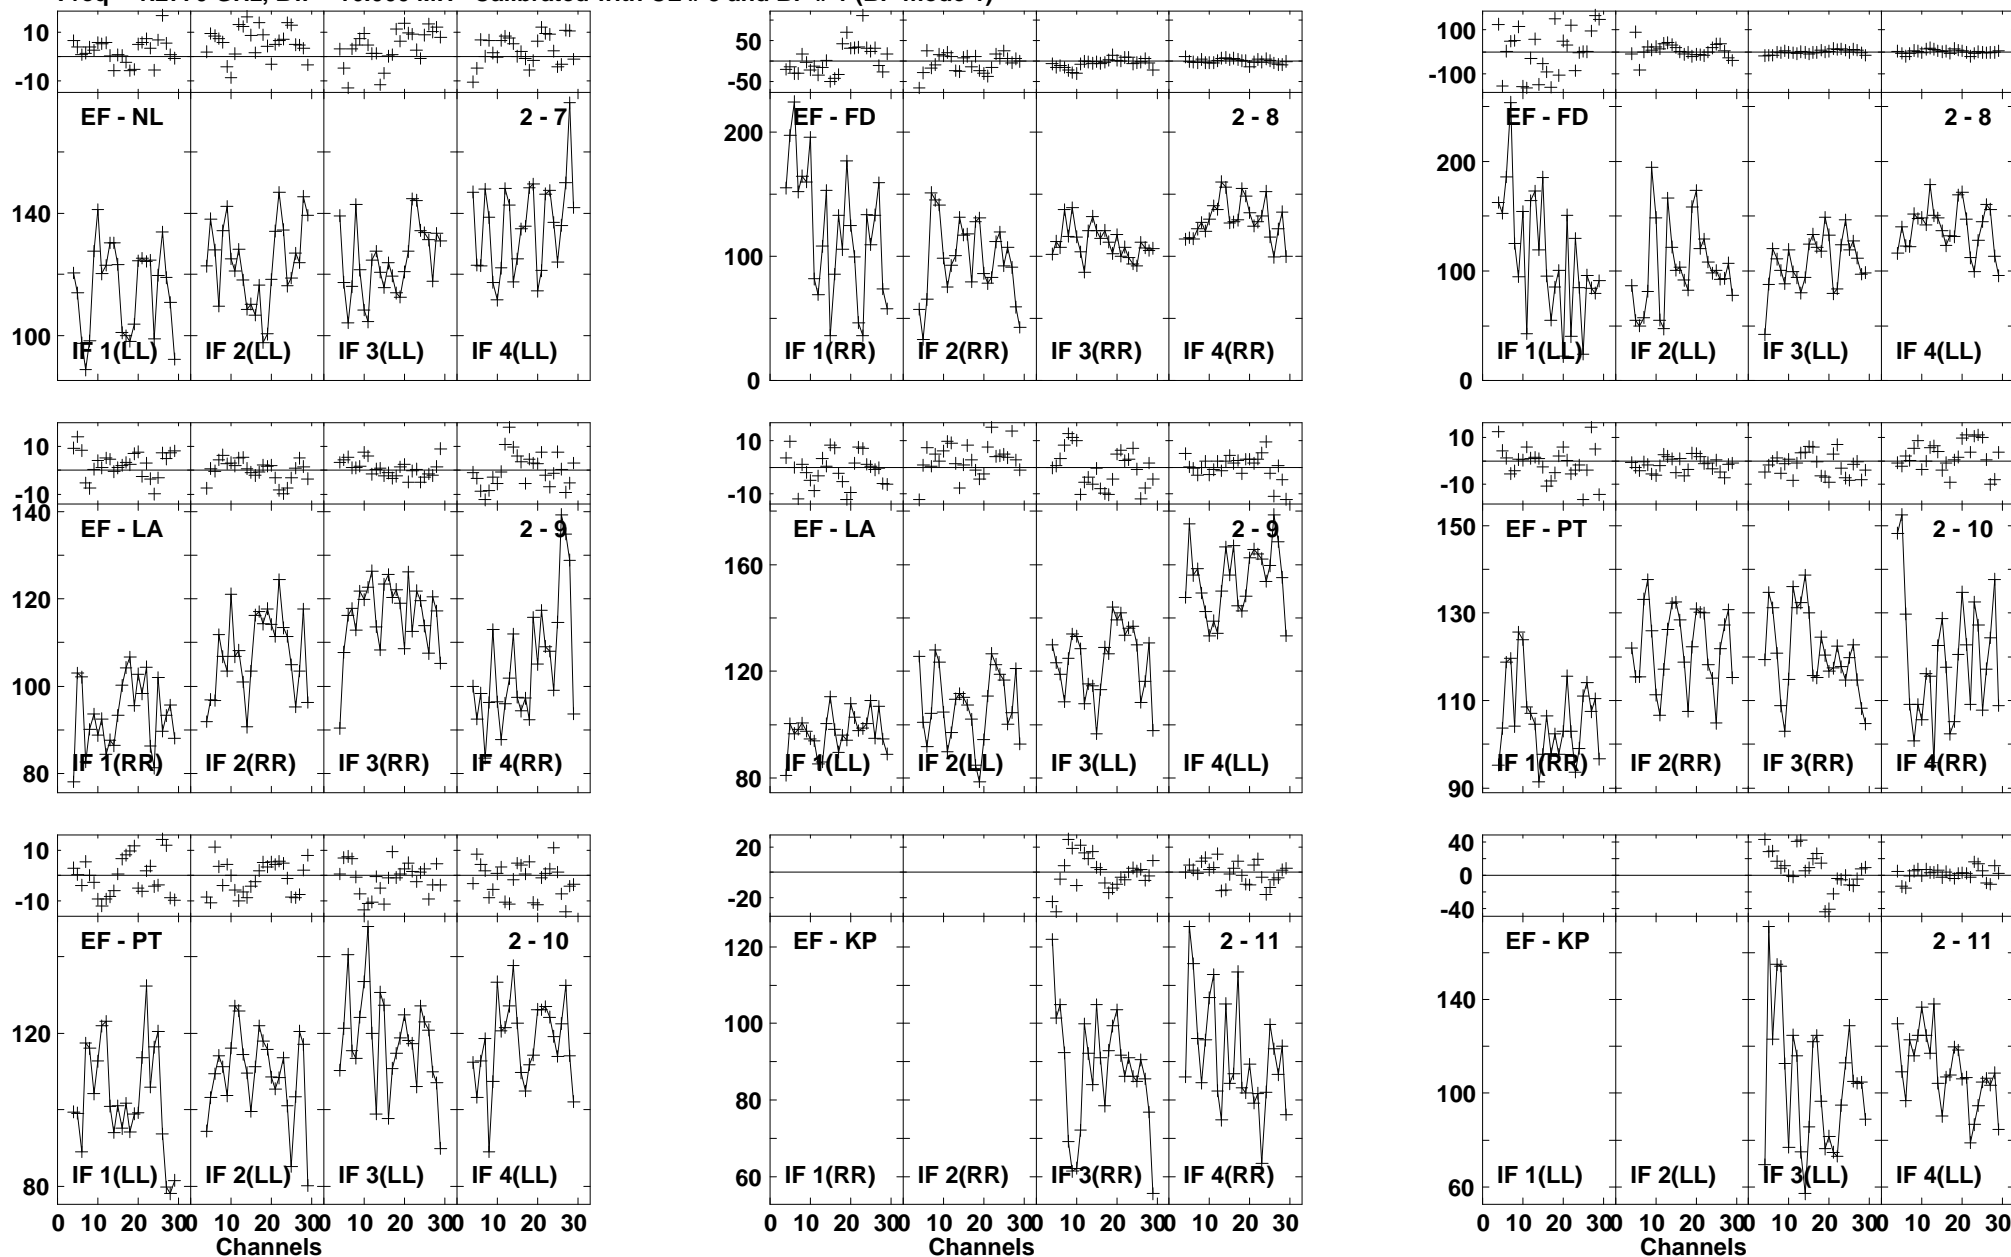 10
-10
EF - NL
2 - 7
140
100
IF 1(LL)
IF 2(LL)
IF 3(LL)
IF 4(LL)
50
-50
EF - FD
2 - 8
200
100
0
IF 1(RR)
IF 2(RR)
IF 3(RR)
IF 4(RR)
100
-100
EF - FD
2 - 8
200
100
0
IF 1(LL)
IF 2(LL)
IF 3(LL)
IF 4(LL)
10
-10
EF - LA
2 - 9
140
120
100
80
IF 1(RR)
IF 2(RR)
IF 3(RR)
IF 4(RR)
10
-10
EF - LA
2 - 9
160
120
80
IF 1(LL)
IF 2(LL)
IF 3(LL)
IF 4(LL)
10
-10
EF - PT
2 - 10
150
130
110
90
IF 1(RR)
IF 2(RR)
IF 3(RR)
IF 4(RR)
10
-10
EF - PT
2 - 10
120
80
IF 1(LL)
IF 2(LL)
IF 3(LL)
IF 4(LL)
0 10 20 30 0 10 20 30 0 10 20 30 0 10 20 30
Channels
20
-20
EF - KP
2 - 11
120
100
80
60
IF 1(RR)
IF 2(RR)
IF 3(RR)
IF 4(RR)
0 10 20 30 0 10 20 30 0 10 20 30 0 10 20 30
Channels
40
0
-40
EF - KP
2 - 11
140
100
60
IF 1(LL)
IF 2(LL)
IF 3(LL)
IF 4(LL)
0 10 20 30 0 10 20 30 0 10 20 30 0 10 20 30
Channels